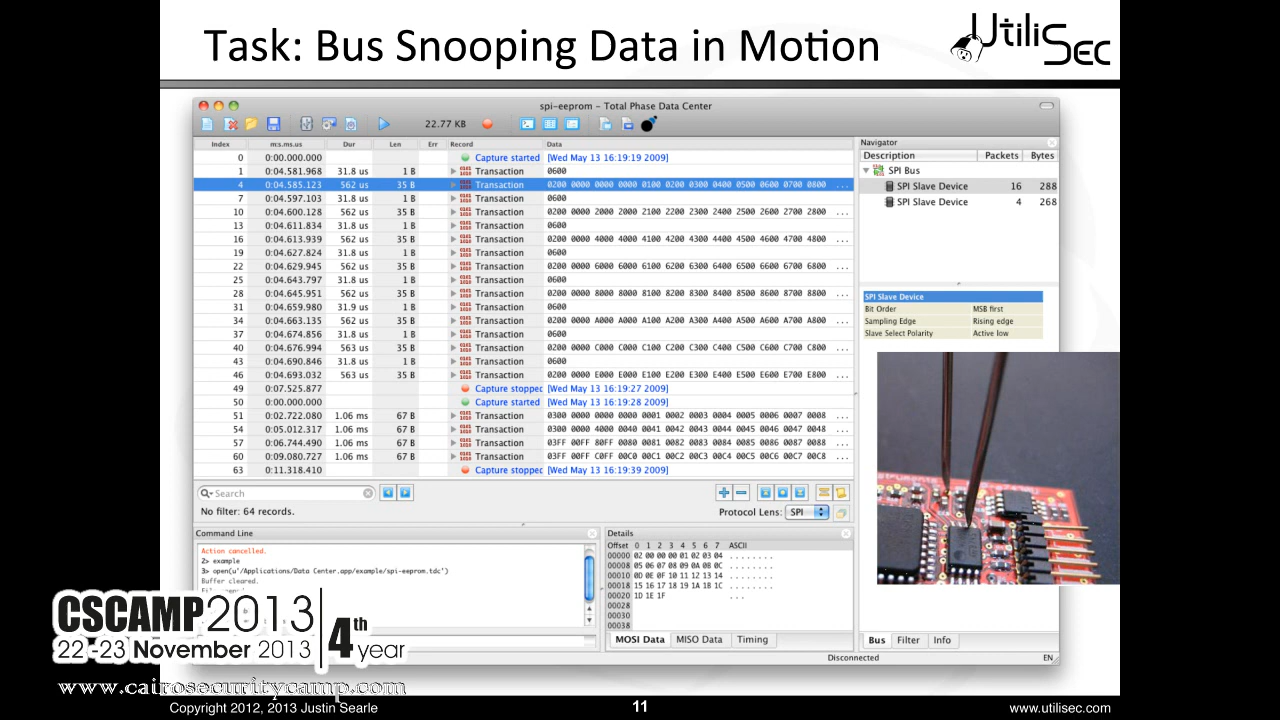 Task: Bus Snooping Data in Motion
UtiliSec
spi-eeprom – Total Phase Data Center
22.77 KB
Index m:s.ms.us Dur Len Err Record Data
0 0:00.000.000 Capture started [Wed May 13 16:19:19 2009]
1 0:04.581.968 31.8 us 1 B Transaction 0600
4 0:04.585.123 562 us 35 B Transaction 0200 0000 0000 0000 0100 0200 0300 0400 0500 0600 0700 0800 ...
7 0:04.597.103 31.8 us 1 B Transaction 0600
10 0:04.600.128 562 us 35 B Transaction 0200 0000 2000 2000 2100 2200 2300 2400 2500 2600 2700 2800 ...
13 0:04.611.834 31.8 us 1 B Transaction 0600
16 0:04.613.939 562 us 35 B Transaction 0200 0000 4000 4000 4100 4200 4300 4400 4500 4600 4700 4800 ...
19 0:04.627.824 31.8 us 1 B Transaction 0600
22 0:04.629.945 562 us 35 B Transaction 0200 0000 6000 6000 6100 6200 6300 6400 6500 6600 6700 6800 ...
25 0:04.643.797 31.8 us 1 B Transaction 0600
28 0:04.645.951 562 us 35 B Transaction 0200 0000 8000 8000 8100 8200 8300 8400 8500 8600 8700 8800 ...
31 0:04.659.980 31.9 us 1 B Transaction 0600
34 0:04.663.135 562 us 35 B Transaction 0200 0000 A000 A000 A100 A200 A300 A400 A500 A600 A700 A800 ...
37 0:04.674.856 31.8 us 1 B Transaction 0600
40 0:04.676.994 563 us 35 B Transaction 0200 0000 C000 C000 C100 C200 C300 C400 C500 C600 C700 C800 ...
43 0:04.690.846 31.8 us 1 B Transaction 0600
46 0:04.693.032 563 us 35 B Transaction 0200 0000 E000 E000 E100 E200 E300 E400 E500 E600 E700 E800 ...
49 0:07.525.877 Capture stopped [Wed May 13 16:19:27 2009]
50 0:00.000.000 Capture started [Wed May 13 16:19:28 2009]
51 0:02.722.080 1.06 ms 67 B Transaction 0300 0000 0000 0000 0001 0002 0003 0004 0005 0006 0007 0008 ...
54 0:05.012.317 1.06 ms 67 B Transaction 0300 0000 4000 0040 0041 0042 0043 0044 0045 0046 0047 0048 ...
57 0:06.744.490 1.06 ms 67 B Transaction 03FF 00FF 80FF 0080 0081 0082 0083 0084 0085 0086 0087 0088 ...
60 0:09.080.727 1.06 ms 67 B Transaction 03FF 00FF C0FF 00C0 00C1 00C2 00C3 00C4 00C5 00C6 00C7 00C8 ...
63 0:11.318.410 Capture stopped [Wed May 13 16:19:39 2009]
Search
No filter: 64 records.
Protocol Lens: SPI
Navigator
Description Packets Bytes
SPI Bus
SPI Slave Device 16 288
SPI Slave Device 4 268
SPI Slave Device
Bit Order MSB first
Sampling Edge Rising edge
Slave Select Polarity Active low
Command Line
Action cancelled.
2> example
3> open(u'/Applications/Data Center.app/example/spi-eeprom.tdc')
Buffer cleared.
Details
Offset 0 1 2 3 4 5 6 7 ASCII
00000 02 00 00 00 01 02 03 04 ........
00008 05 06 07 08 09 0A 0B 0C ........
00010 0D 0E 0F 10 11 12 13 14 ........
00018 15 16 17 18 19 1A 1B 1C ........
00020 1D 1E 1F ...
00028
00030
00038
MOSI Data MISO Data Timing
Bus Filter Info
Disconnected EN
CSCAMP 2013 4th year
22-23 November 2013
www.cairosecuritycamp.com
Copyright 2012, 2013 Justin Searle 11 www.utilisec.com